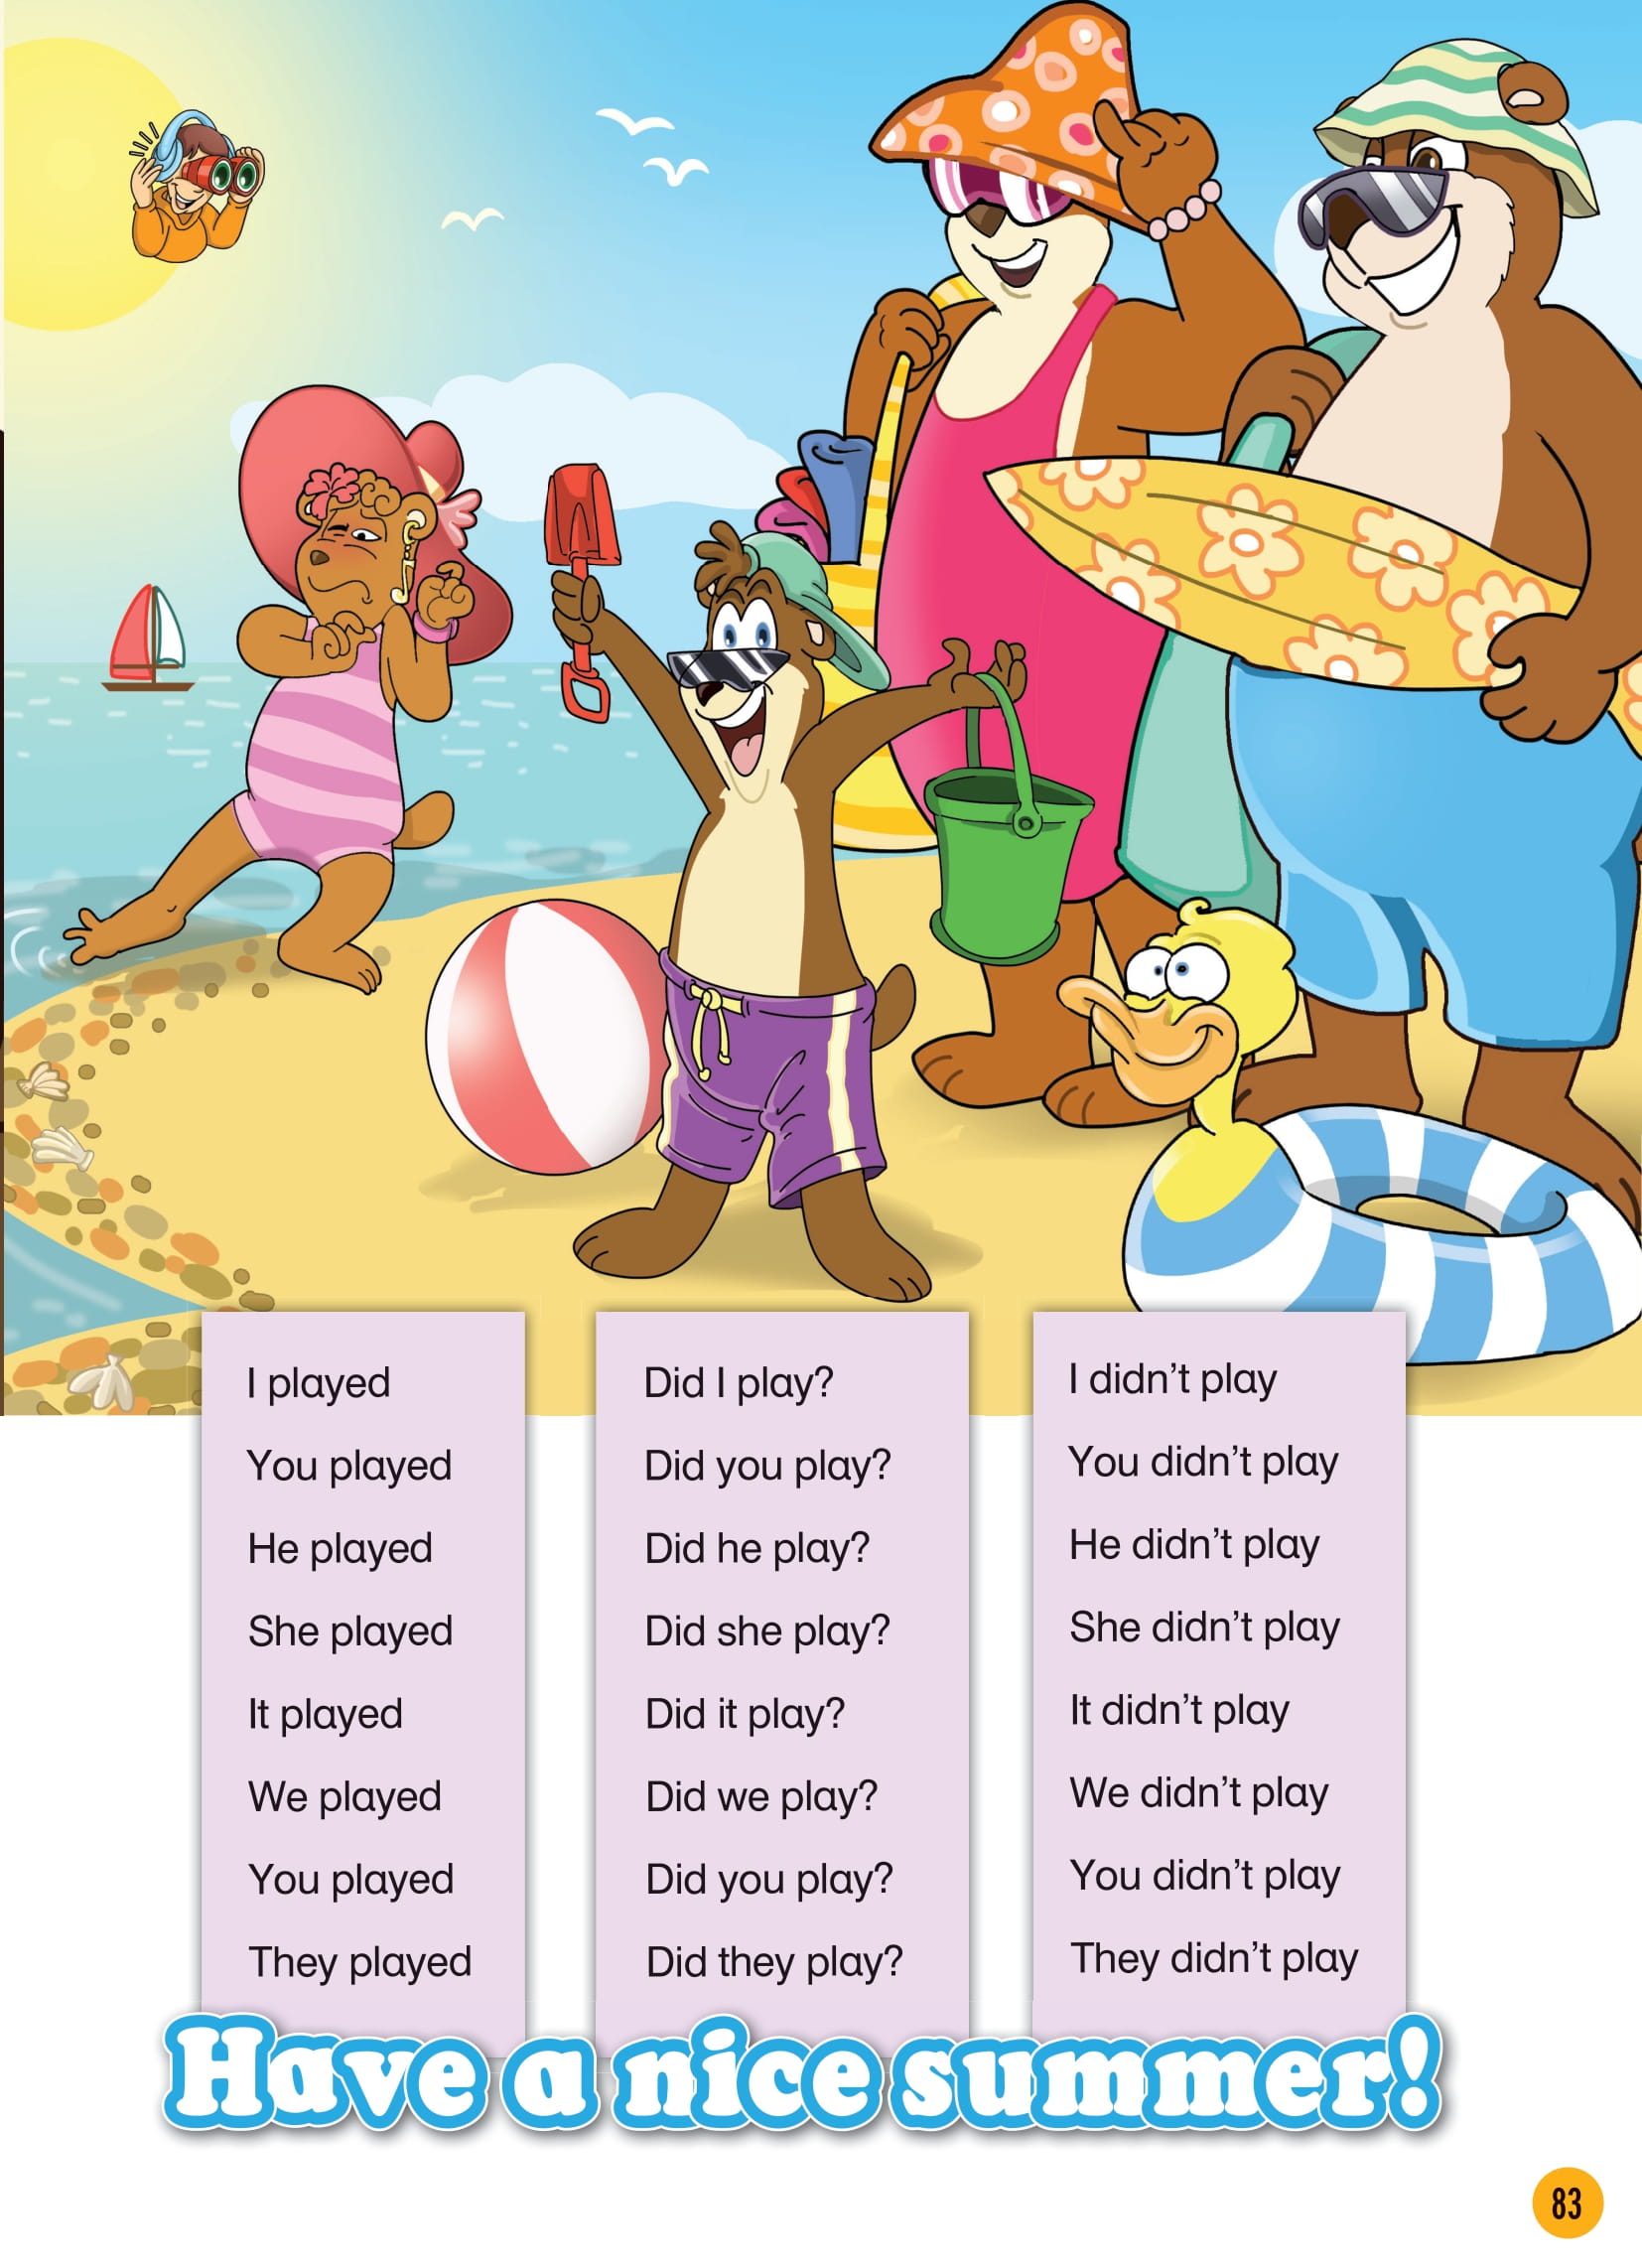 I played
You played
He played
She played
It played
We played
You played
They played
Did I play?
Did you play?
Did he play?
Did she play?
Did it play?
Did we play?
Did you play?
Did they play?
I didn’t play
You didn’t play
He didn’t play
She didn’t play
It didn’t play
We didn’t play
You didn’t play
They didn’t play
Have a nice summer!
83